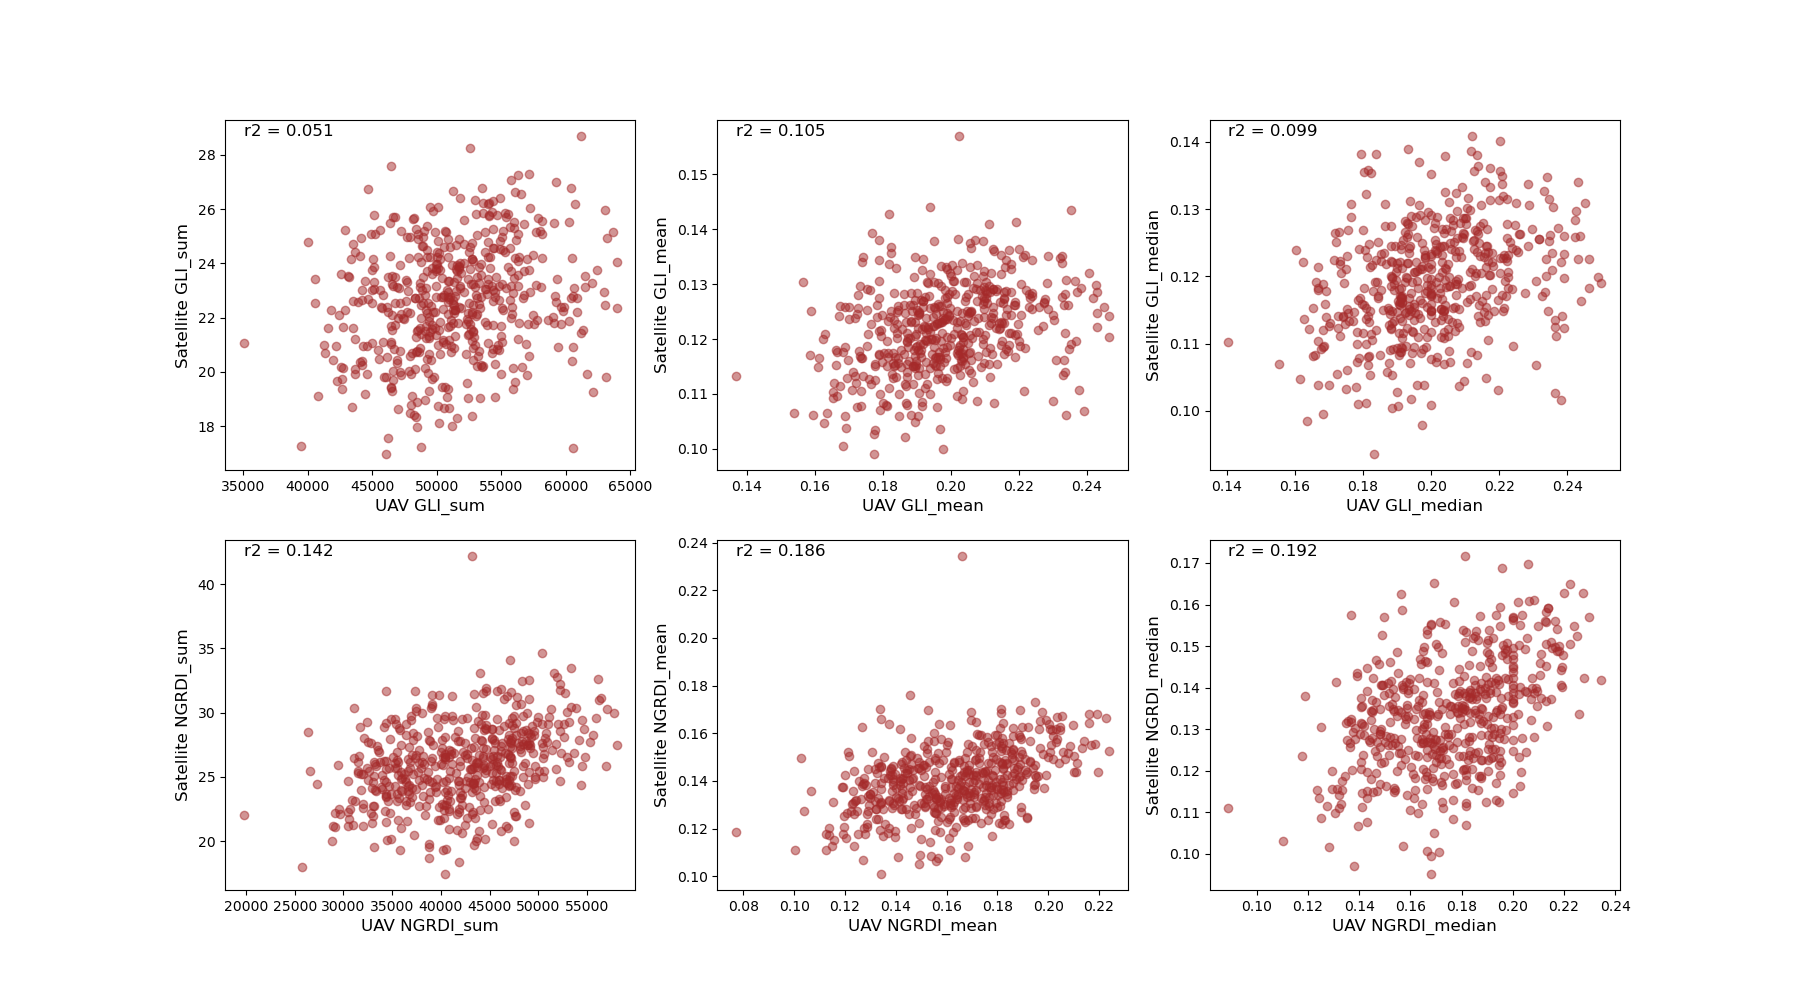 r2 = 0.051
28
26
24
22
20
18
Satellite GLI_sum
35000 40000 45000 50000 55000 60000 65000
UAV GLI_sum
r2 = 0.105
0.15
0.14
0.13
0.12
0.11
0.10
Satellite GLI_mean
0.14 0.16 0.18 0.20 0.22 0.24
UAV GLI_mean
r2 = 0.099
0.14
0.13
0.12
0.11
0.10
Satellite GLI_median
0.14 0.16 0.18 0.20 0.22 0.24
UAV GLI_median
r2 = 0.142
40
35
30
25
20
Satellite NGRDI_sum
20000 25000 30000 35000 40000 45000 50000 55000
UAV NGRDI_sum
r2 = 0.186
0.24
0.22
0.20
0.18
0.16
0.14
0.12
0.10
Satellite NGRDI_mean
0.08 0.10 0.12 0.14 0.16 0.18 0.20 0.22
UAV NGRDI_mean
r2 = 0.192
0.17
0.16
0.15
0.14
0.13
0.12
0.11
0.10
Satellite NGRDI_median
0.10 0.12 0.14 0.16 0.18 0.20 0.22 0.24
UAV NGRDI_median